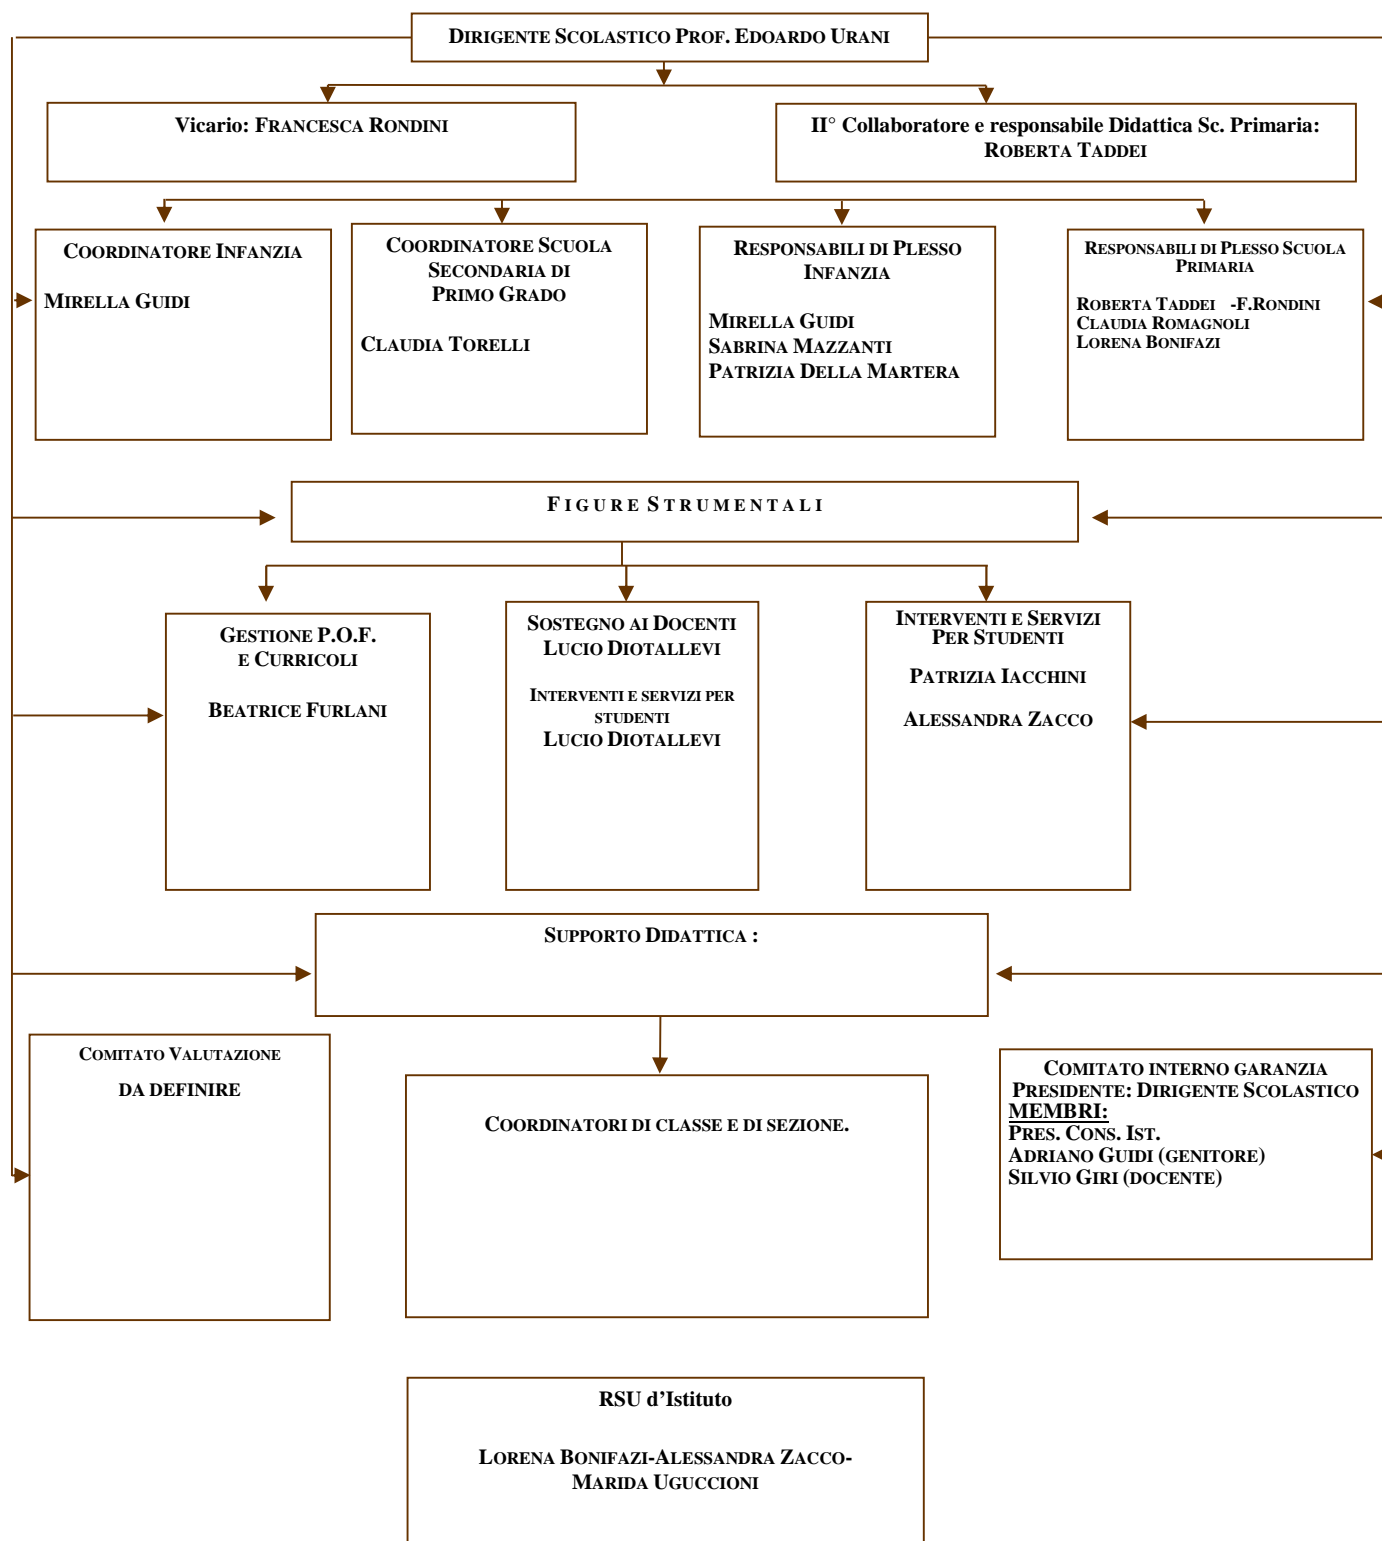 DIRIGENTE SCOLASTICO PROF. EDOARDO URANI
Vicario: FRANCESCA RONDINI
II° Collaboratore e responsabile Didattica Sc. Primaria:
ROBERTA TADDEI
COORDINATORE INFANZIA
MIRELLA GUIDI
COORDINATORE SCUOLA
SECONDARIA DI
PRIMO GRADO
CLAUDIA TORELLI
RESPONSABILI DI PLESSO
INFANZIA
MIRELLA GUIDI
SABRINA MAZZANTI
PATRIZIA DELLA MARTERA
RESPONSABILI DI PLESSO SCUOLA
PRIMARIA
ROBERTA TADDEI -F.RONDINI
CLAUDIA ROMAGNOLI
LORENA BONIFAZI
FIGURE STRUMENTALI
GESTIONE P.O.F.
E CURRICOLI
BEATRICE FURLANI
SOSTEGNO AI DOCENTI
LUCIO DIOTALLEVI
INTERVENTI E SERVIZI PER
STUDENTI
LUCIO DIOTALLEVI
INTERVENTI E SERVIZI
PER STUDENTI
PATRIZIA IACCHINI
ALESSANDRA ZACCO
SUPPORTO DIDATTICA :
COMITATO VALUTAZIONE
DA DEFINIRE
COORDINATORI DI CLASSE E DI SEZIONE.
COMITATO INTERNO GARANZIA
PRESIDENTE: DIRIGENTE SCOLASTICO
MEMBRI:
PRES. CONS. IST.
ADRIANO GUIDI (GENITORE)
SILVIO GIRI (DOCENTE)
RSU d'Istituto
LORENA BONIFAZI-ALESSANDRA ZACCO-
MARIDA UGUCCIONI